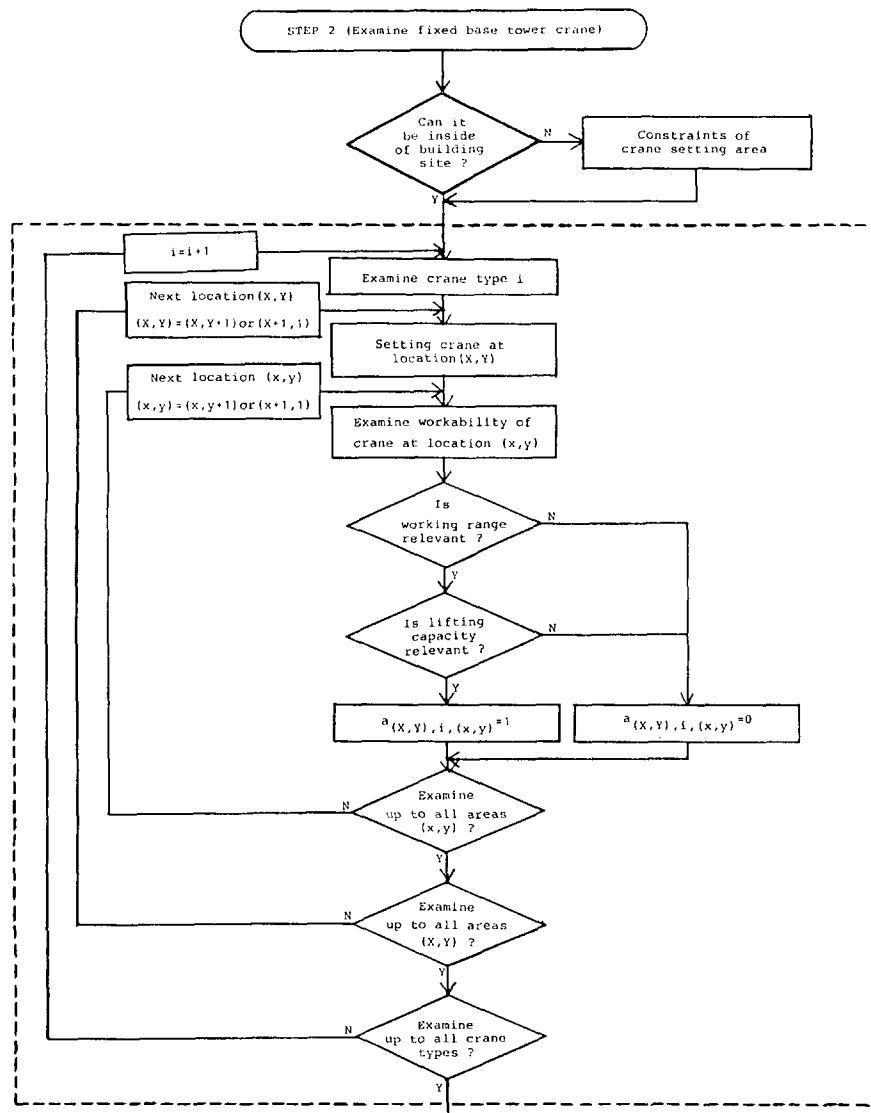 STEP 2 (Examine fixed base tower crane)
Can it
be inside
of building
site ?
N
Constraints of
crane setting area
Y
i=i+1
Examine crane type i
Next location(X,Y)
(X,Y)=(X,Y+1)or(X+1,1)
Setting crane at
location(X,Y)
Next location (x,y)
(x,y)=(x,y+1)or(x+1,1)
Examine workability of
crane at location (x,y)
Is
working range
relevant ?
N
Y
Is lifting
capacity
relevant ?
N
Y
a(X,Y),i,(x,y)=1
a(X,Y),i,(x,y)=0
Examine
up to all areas
(x,y) ?
N
Y
Examine
up to all areas
(X,Y) ?
N
Y
Examine
up to all crane
types ?
N
Y